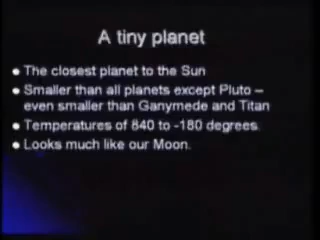 A tiny planet
• The closest planet to the Sun
• Smaller than all planets except Pluto –
even smaller than Ganymede and Titan
• Temperatures of 840 to -180 degrees.
• Looks much like our Moon.